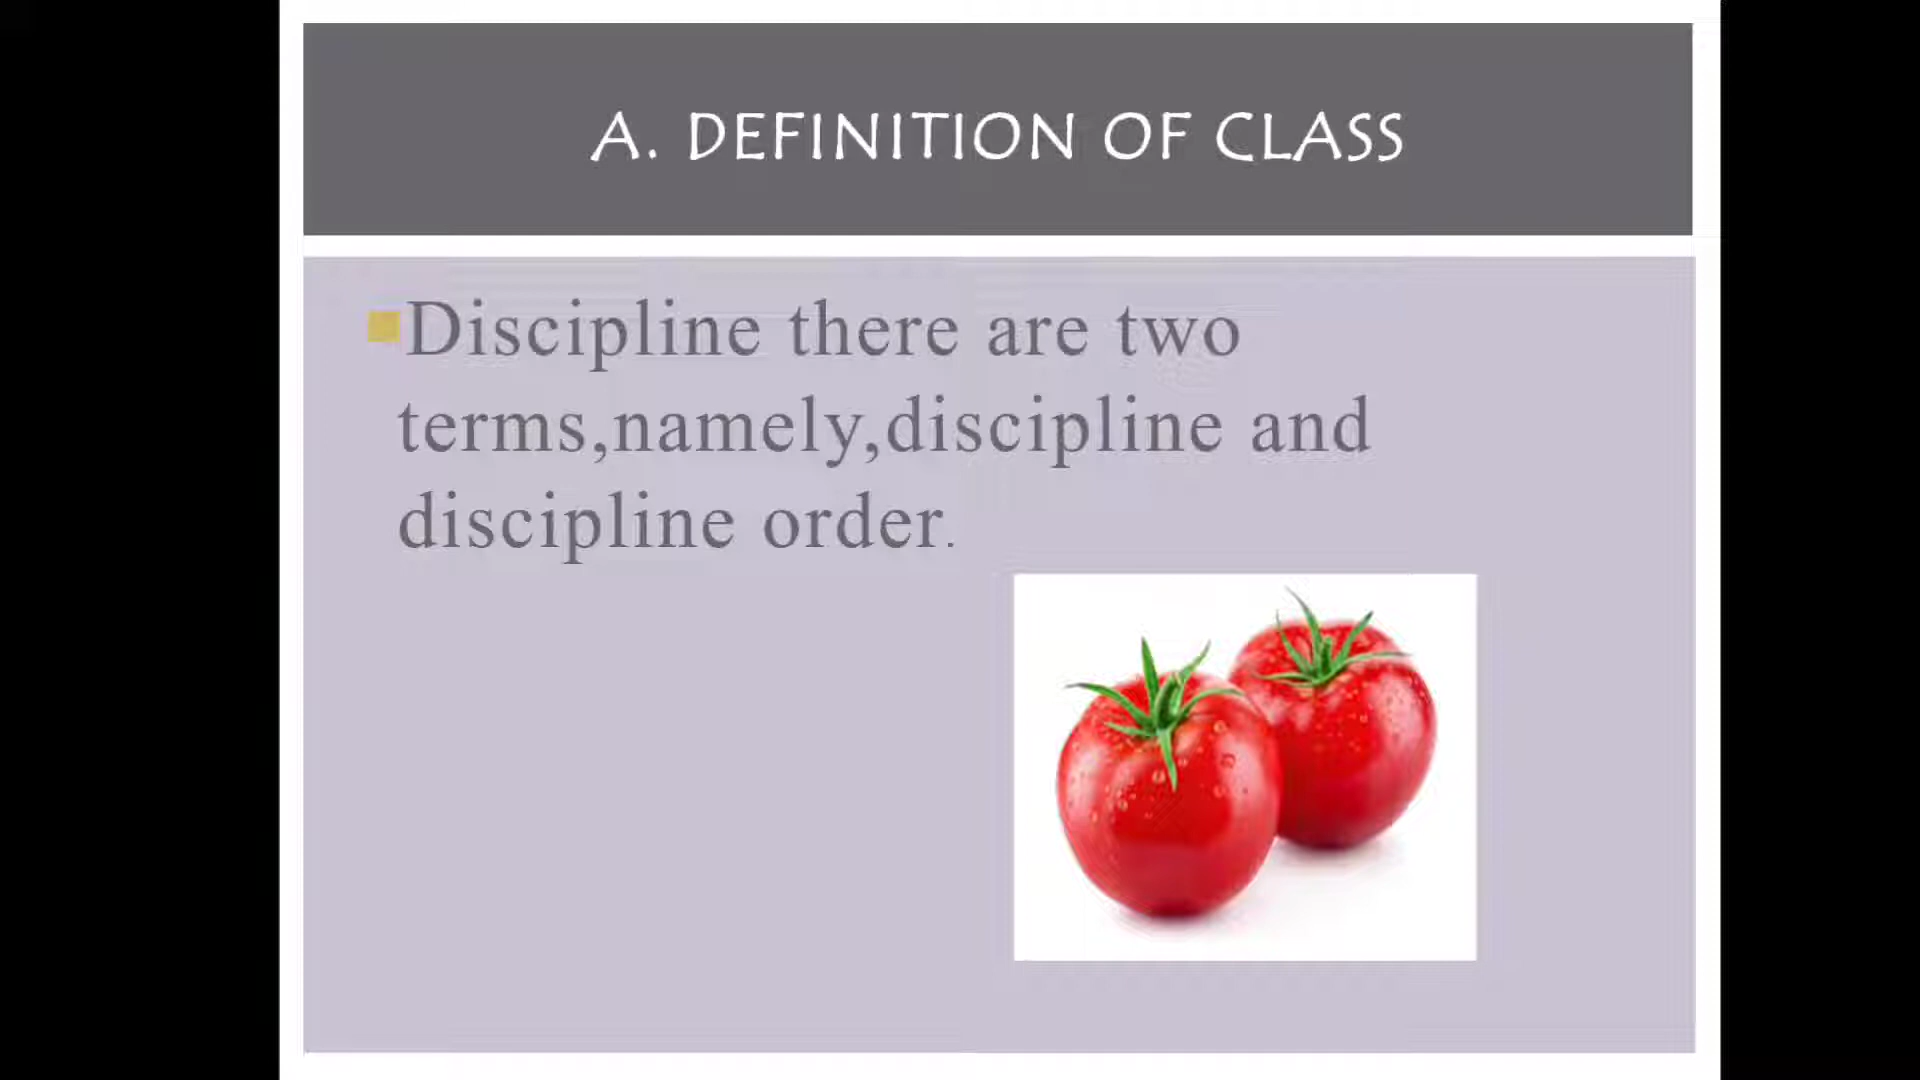 A. DEFINITION OF CLASS
Discipline there are two
terms,namely,discipline and
discipline order.